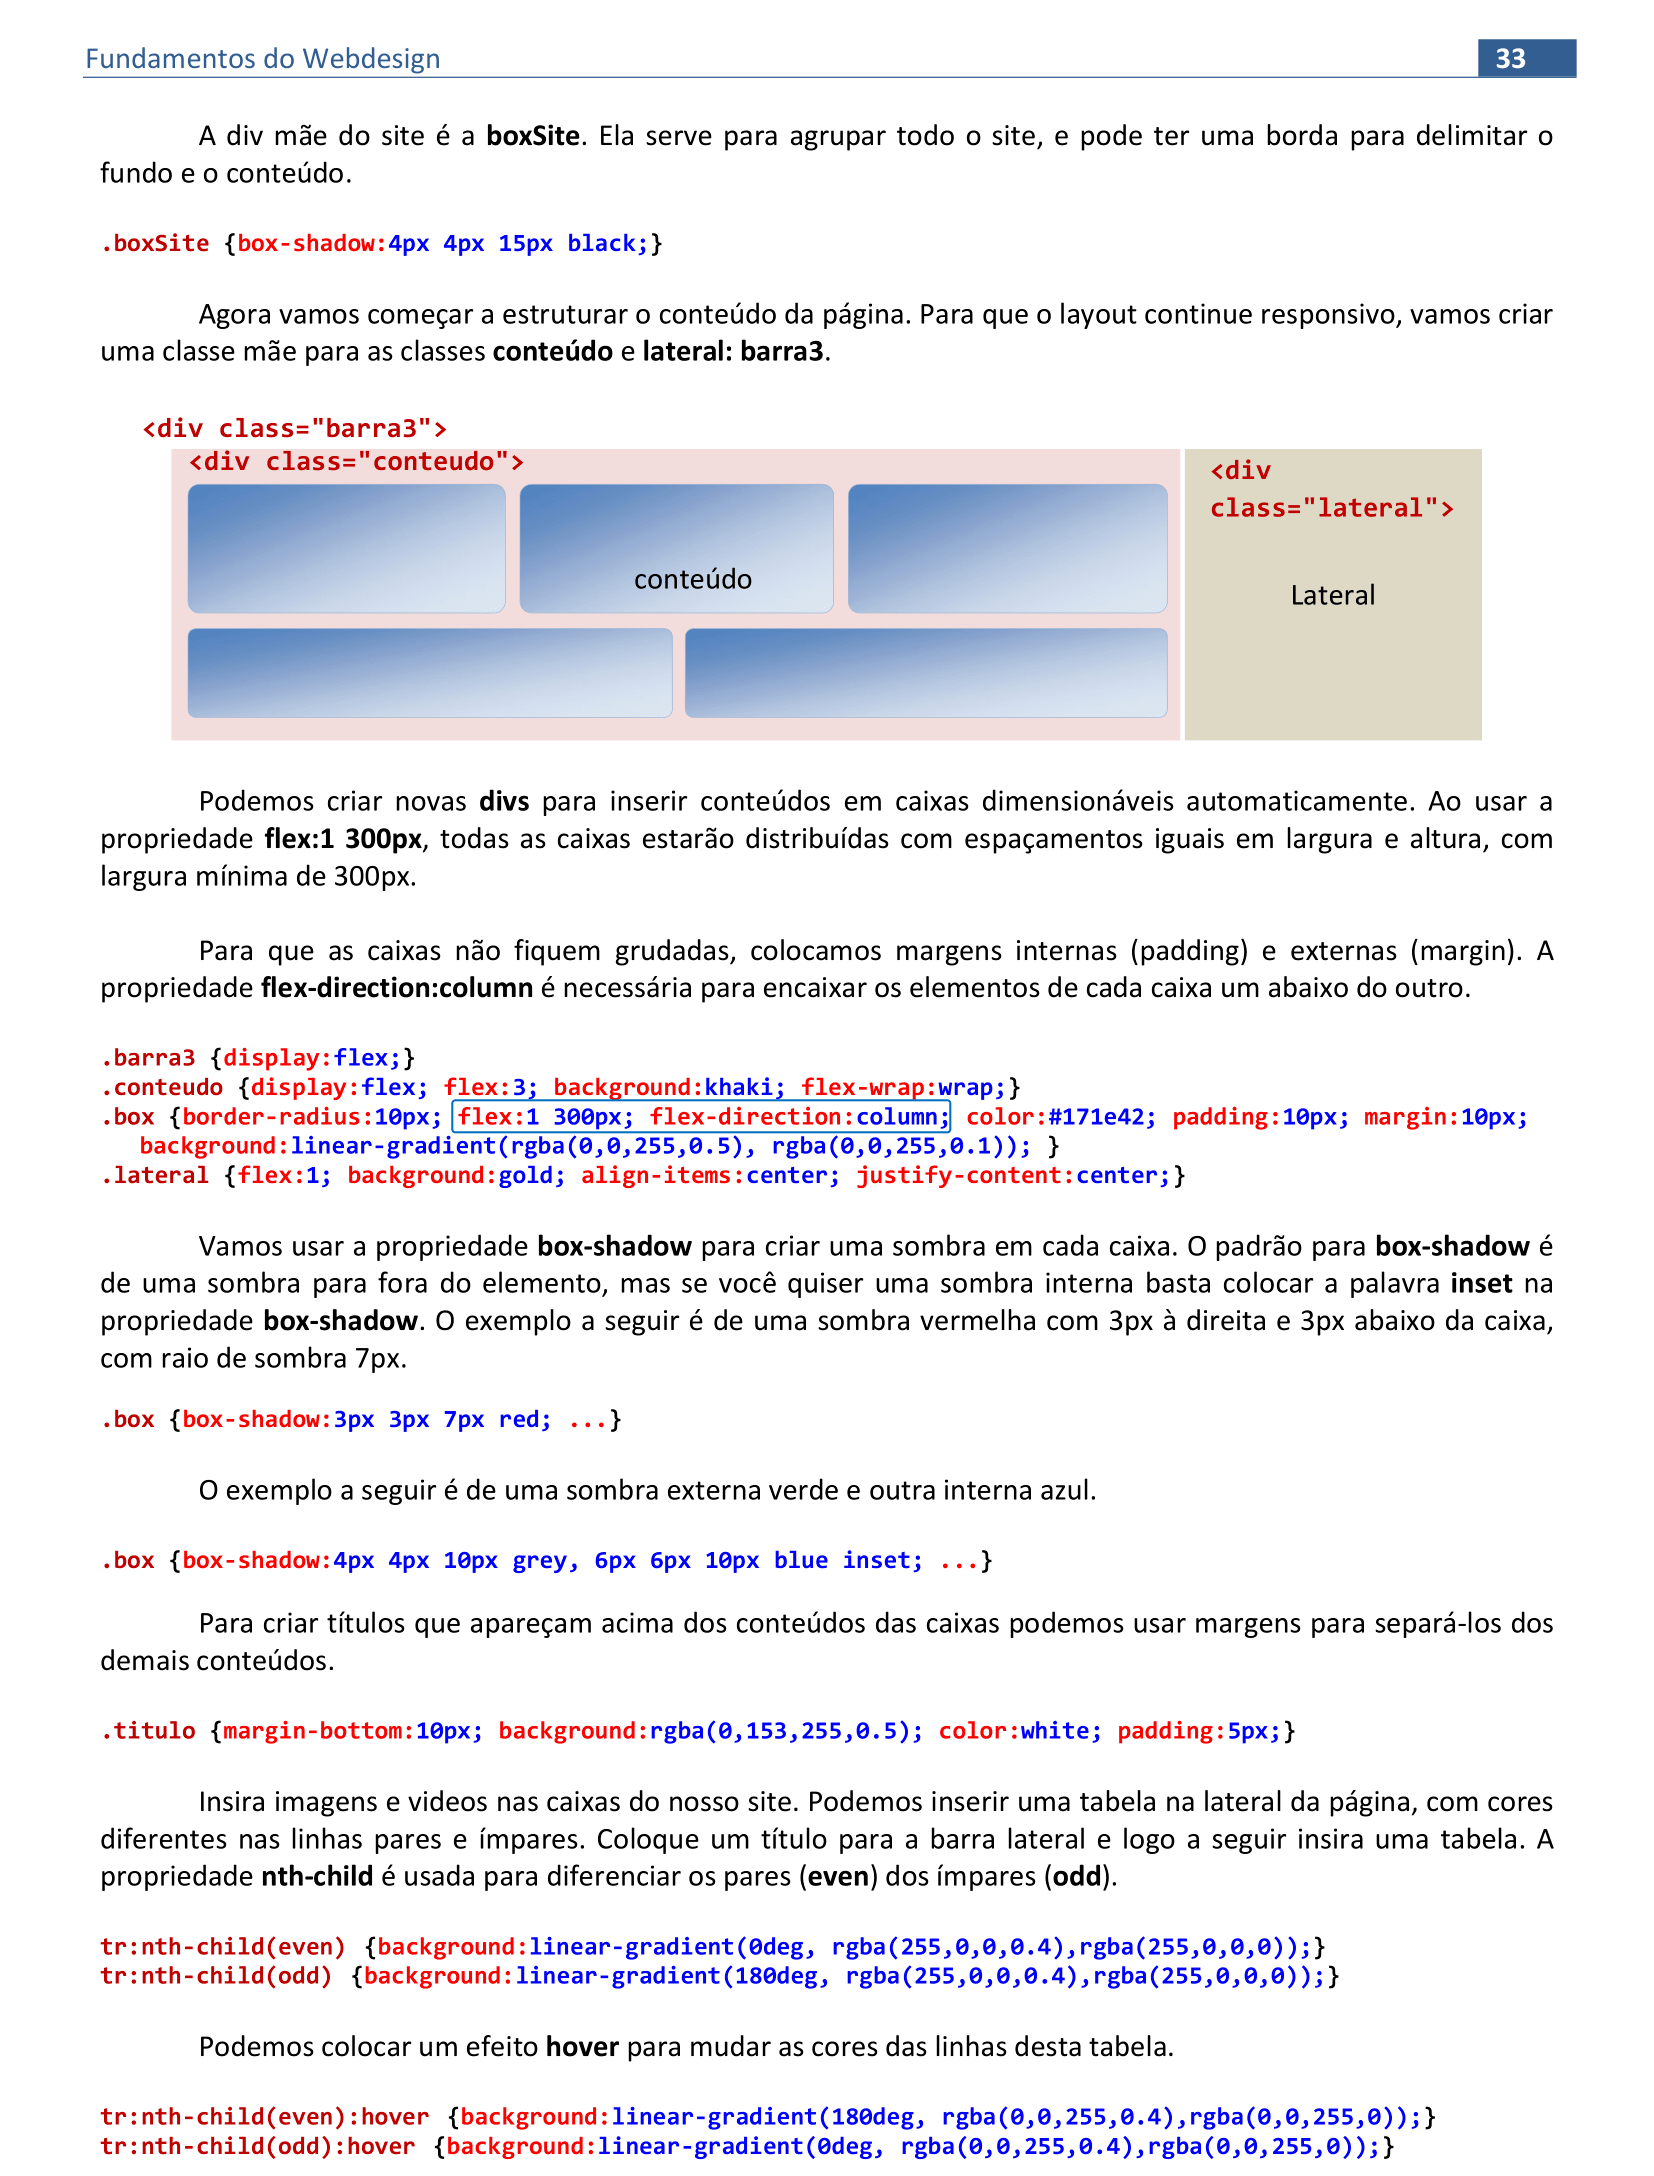 Fundamentos do Webdesign 33
A div mãe do site é a boxSite. Ela serve para agrupar todo o site, e pode ter uma borda para delimitar o
fundo e o conteúdo.
.boxSite {box-shadow:4px 4px 15px black;}
Agora vamos começar a estruturar o conteúdo da página. Para que o layout continue responsivo, vamos criar
uma classe mãe para as classes conteúdo e lateral: barra3.
<div class="barra3">
<div class="conteudo">
conteúdo
<div
class="lateral">
Lateral
Podemos criar novas divs para inserir conteúdos em caixas dimensionáveis automaticamente. Ao usar a
propriedade flex:1 300px, todas as caixas estarão distribuídas com espaçamentos iguais em largura e altura, com
largura mínima de 300px.
Para que as caixas não fiquem grudadas, colocamos margens internas (padding) e externas (margin). A
propriedade flex-direction:column é necessária para encaixar os elementos de cada caixa um abaixo do outro.
.barra3 {display:flex;}
.conteudo {display:flex; flex:3; background:khaki; flex-wrap:wrap;}
.box {border-radius:10px; flex:1 300px; flex-direction:column; color:#171e42; padding:10px; margin:10px;
background:linear-gradient(rgba(0,0,255,0.5), rgba(0,0,255,0.1)); }
.lateral {flex:1; background:gold; align-items:center; justify-content:center;}
Vamos usar a propriedade box-shadow para criar uma sombra em cada caixa. O padrão para box-shadow é
de uma sombra para fora do elemento, mas se você quiser uma sombra interna basta colocar a palavra inset na
propriedade box-shadow. O exemplo a seguir é de uma sombra vermelha com 3px à direita e 3px abaixo da caixa,
com raio de sombra 7px.
.box {box-shadow:3px 3px 7px red; ...}
O exemplo a seguir é de uma sombra externa verde e outra interna azul.
.box {box-shadow:4px 4px 10px grey, 6px 6px 10px blue inset; ...}
Para criar títulos que apareçam acima dos conteúdos das caixas podemos usar margens para separá-los dos
demais conteúdos.
.titulo {margin-bottom:10px; background:rgba(0,153,255,0.5); color:white; padding:5px;}
Insira imagens e videos nas caixas do nosso site. Podemos inserir uma tabela na lateral da página, com cores
diferentes nas linhas pares e ímpares. Coloque um título para a barra lateral e logo a seguir insira uma tabela. A
propriedade nth-child é usada para diferenciar os pares (even) dos ímpares (odd).
tr:nth-child(even) {background:linear-gradient(0deg, rgba(255,0,0,0.4),rgba(255,0,0,0));}
tr:nth-child(odd) {background:linear-gradient(180deg, rgba(255,0,0,0.4),rgba(255,0,0,0));}
Podemos colocar um efeito hover para mudar as cores das linhas desta tabela.
tr:nth-child(even):hover {background:linear-gradient(180deg, rgba(0,0,255,0.4),rgba(0,0,255,0));}
tr:nth-child(odd):hover {background:linear-gradient(0deg, rgba(0,0,255,0.4),rgba(0,0,255,0));}